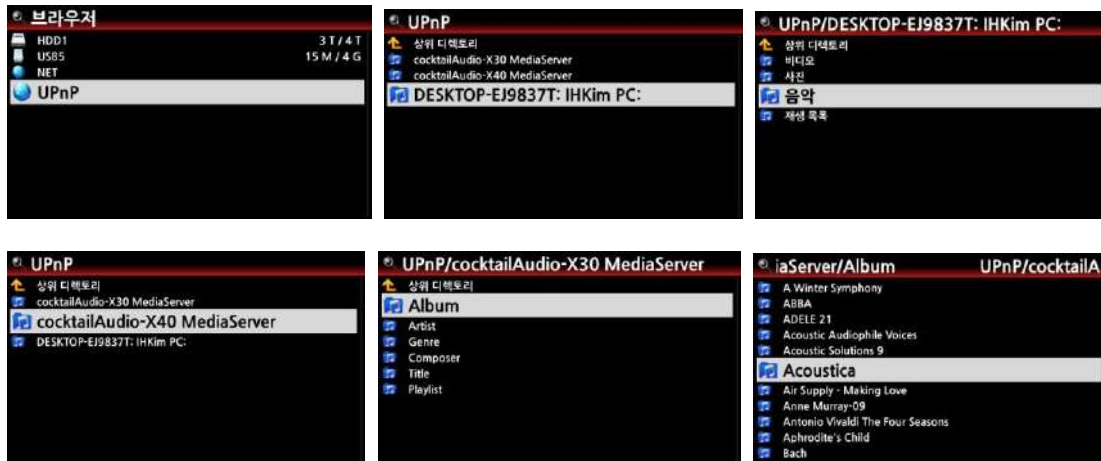 브라우저
HDD1 3T/4T
USB5 15M/4G
NET
UPnP
UPnP
상위 디렉토리
cocktailAudio-X30 MediaServer
cocktailAudio-X40 MediaServer
DESKTOP-EJ9837T: IHKim PC:
UPnP/DESKTOP-EJ9837T: IHKim PC:
상위 디렉토리
비디오
사진
음악
재생 목록
UPnP
상위 디렉토리
cocktailAudio-X30 MediaServer
cocktailAudio-X40 MediaServer
DESKTOP-EJ9837T: IHKim PC:
UPnP/cocktailAudio-X30 MediaServer
상위 디렉토리
Album
Artist
Genre
Composer
Title
Playlist
iaServer/Album UPnP/cocktailA
A Winter Symphony
ABBA
ADELE 21
Acoustic Audiophile Voices
Acoustic Solutions 9
Acoustica
Air Supply - Making Love
Anne Murray-09
Antonio Vivaldi The Four Seasons
Aphrodite's Child
Bach